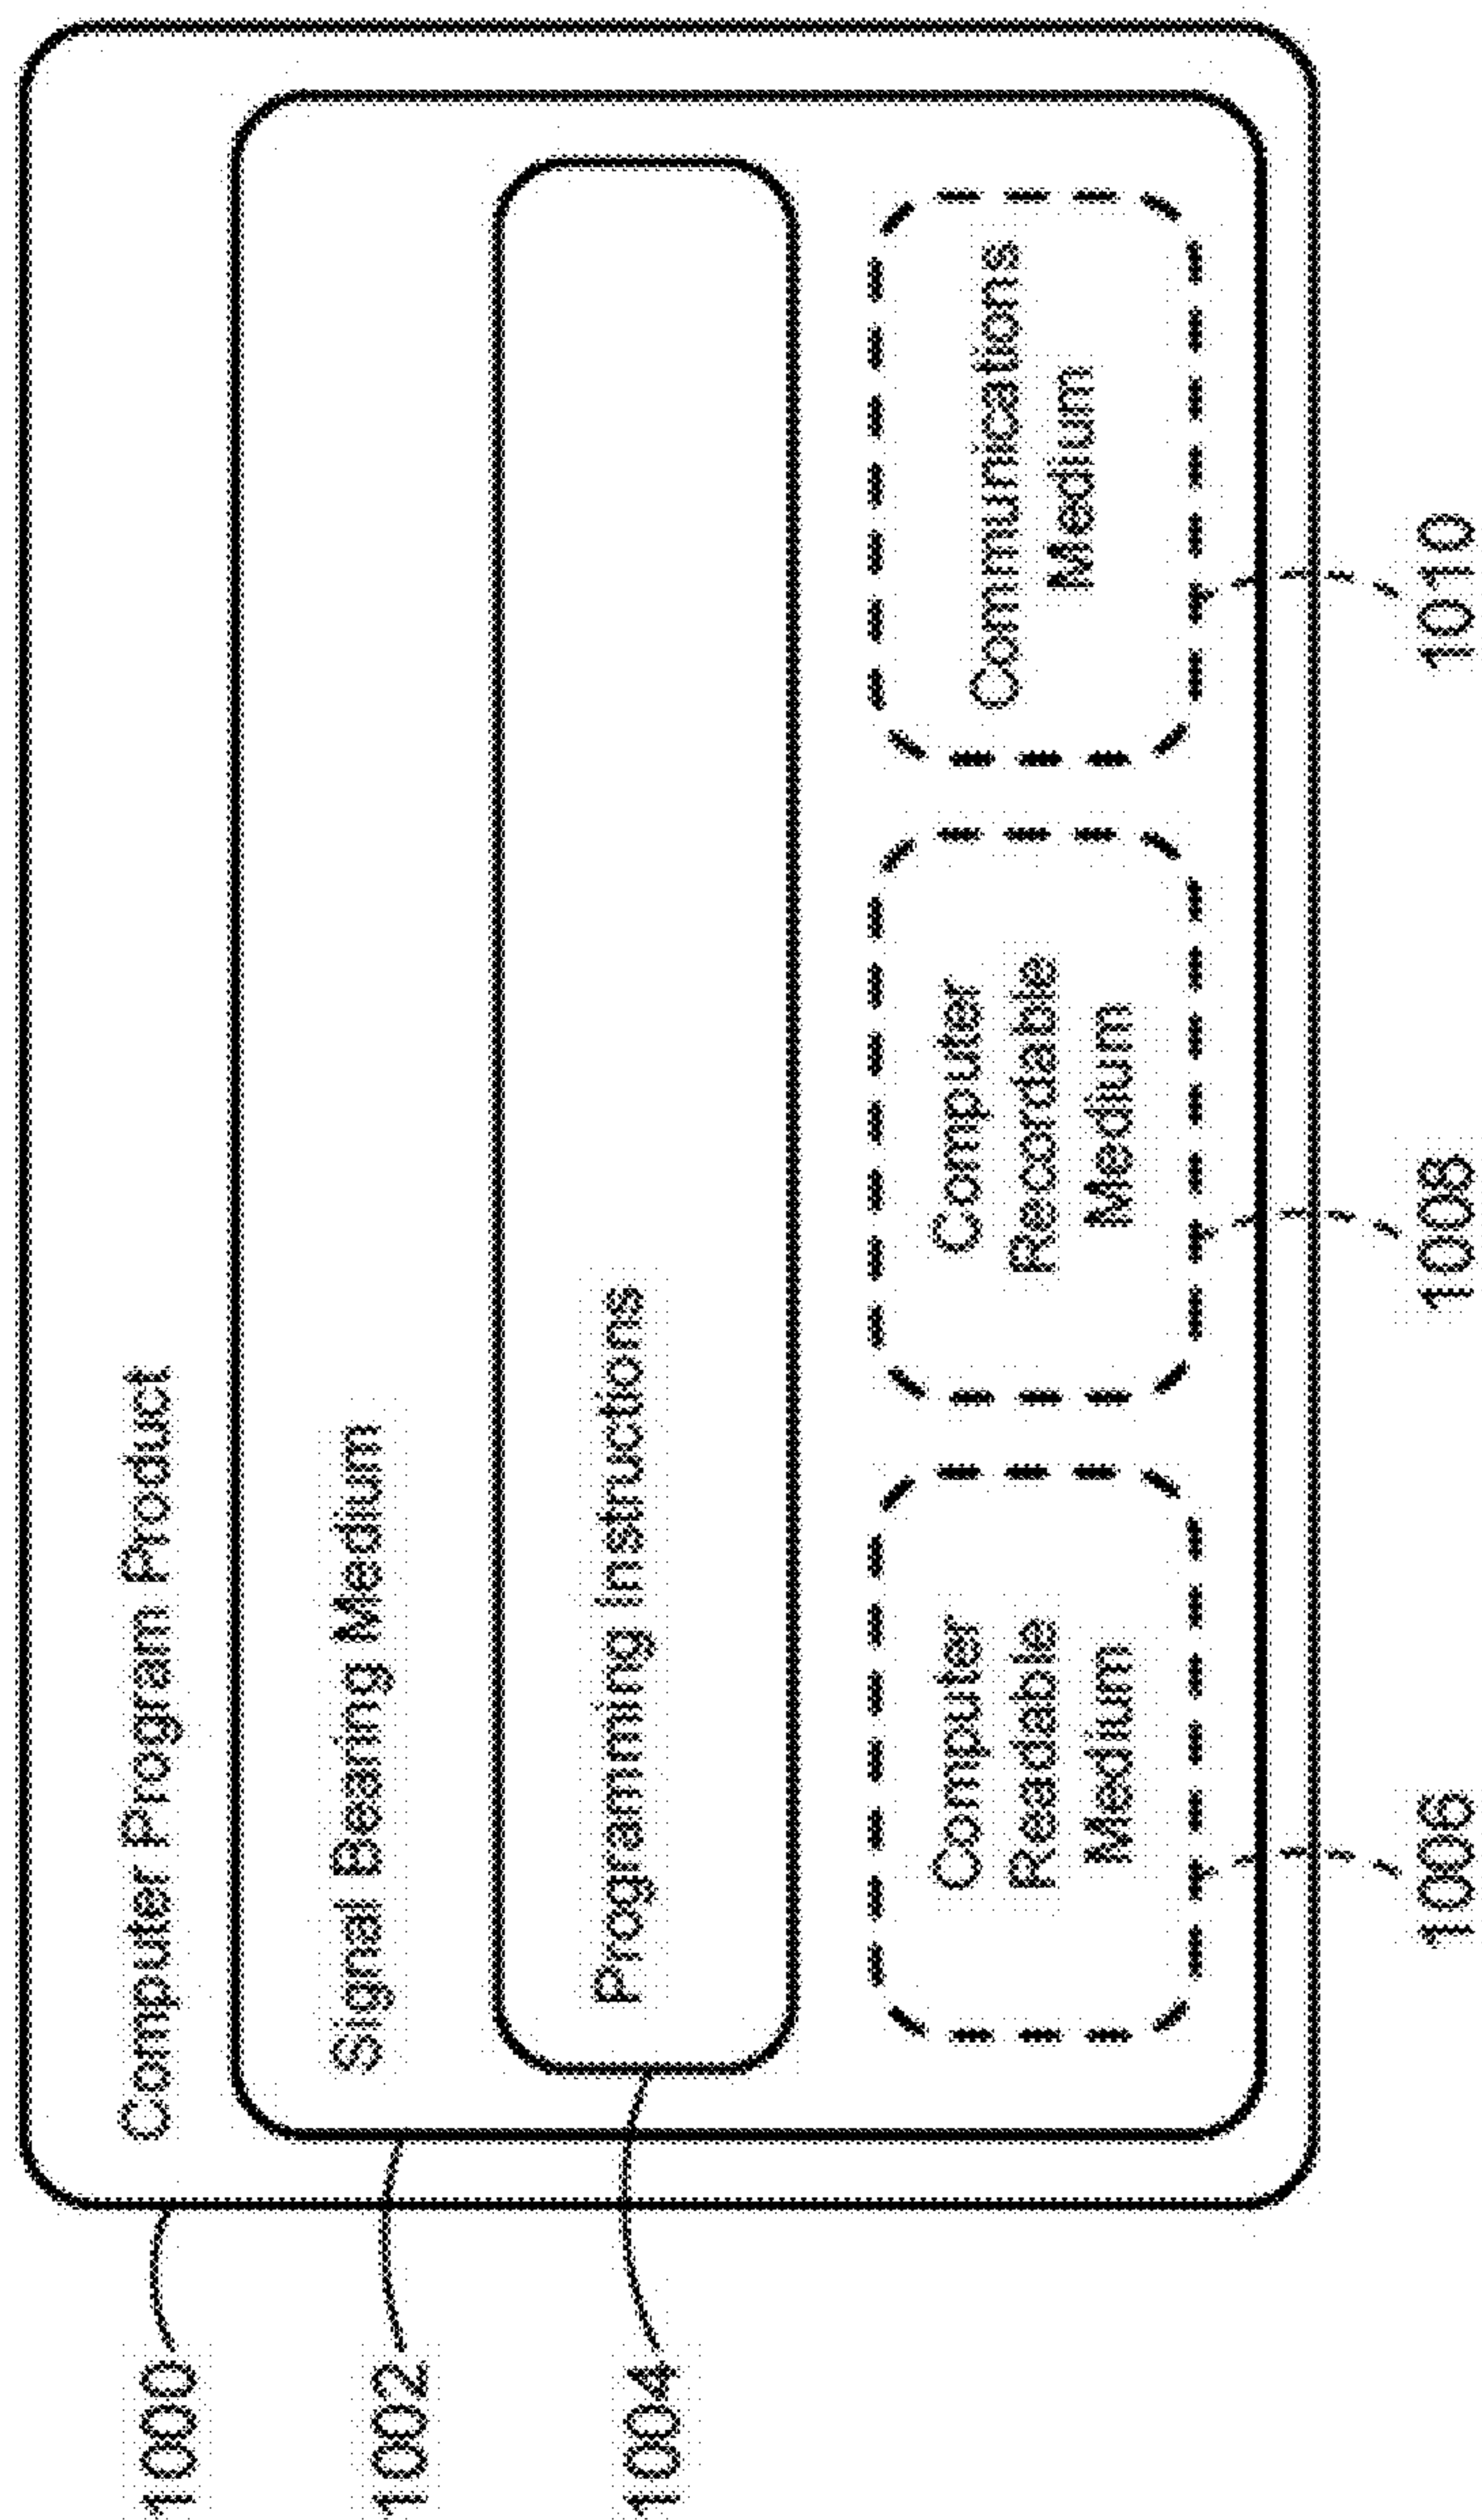 1000
Computer Program Product
1002
Signal Bearing Medium
1004
Programming Instructions
Computer
Readable
Medium
Computer
Recordable
Medium
Communications
Medium
1006
1008
1010